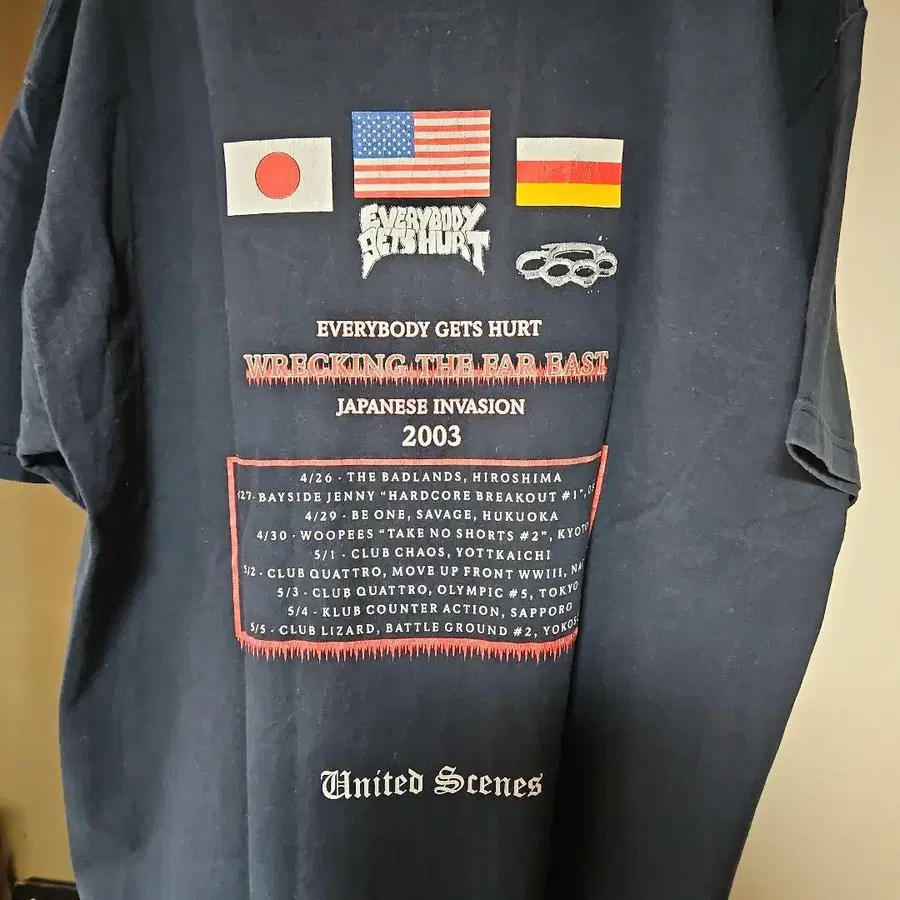 EVERYBODY
GETS HURT
EVERYBODY GETS HURT
WRECKING THE FAR EAST
JAPANESE INVASION
2003
4/26 - THE BADLANDS, HIROSHIMA
/27- BAYSIDE JENNY "HARDCORE BREAKOUT #1",
4/29 - BE ONE, SAVAGE, HUKUOKA
4/30 - WOOPEES "TAKE NO SHORTS #2", KYOTO
5/1 - CLUB CHAOS, YOTTKAICHI
5/2 - CLUB QUATTRO, MOVE UP FRONT WWIII,
5/3 - CLUB QUATTRO, OLYMPIC #5, TOKYO
5/4 - KLUB COUNTER ACTION, SAPPORO
5/5 - CLUB LIZARD, BATTLE GROUND #2,
United Scenes